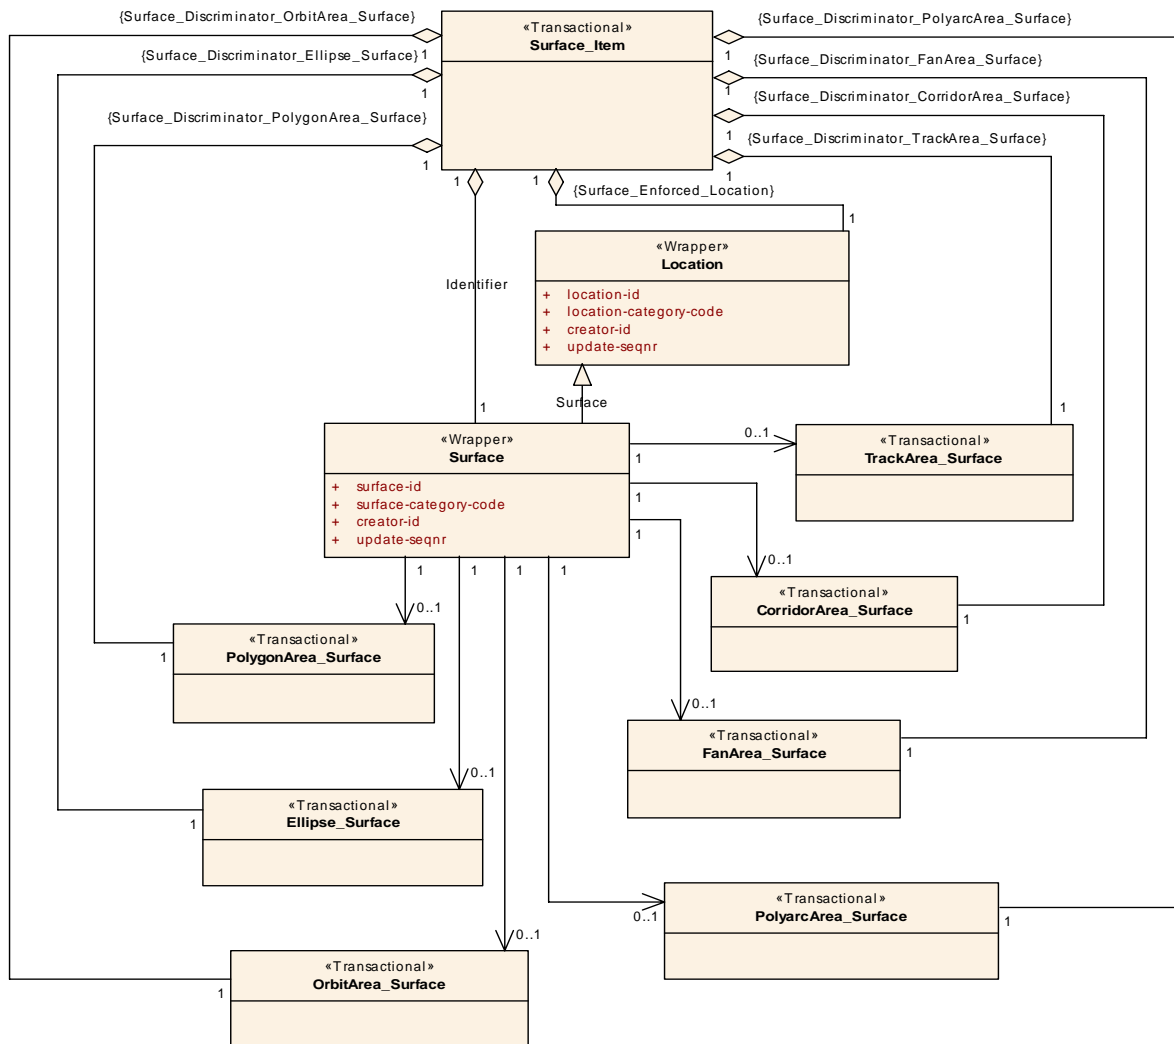 {Surface_Discriminator_OrbitArea_Surface}
1
{Surface_Discriminator_Ellipse_Surface}
1
{Surface_Discriminator_PolygonArea_Surface}
1
«Transactional»
Surface_Item
{Surface_Discriminator_PolyarcArea_Surface}
1
{Surface_Discriminator_FanArea_Surface}
1
{Surface_Discriminator_CorridorArea_Surface}
1
{Surface_Discriminator_TrackArea_Surface}
1
1
1
{Surface_Enforced_Location}
1
«Wrapper»
Location
+ location-id
+ location-category-code
+ creator-id
+ update-seqnr
Identifier
Surface
1
«Wrapper»
Surface
+ surface-id
+ surface-category-code
+ creator-id
+ update-seqnr
1
0..1
1
«Transactional»
TrackArea_Surface
1
0..1
«Transactional»
CorridorArea_Surface
1
1
0..1
«Transactional»
FanArea_Surface
1
1
1
1
1
0..1
«Transactional»
PolygonArea_Surface
1
0..1
«Transactional»
Ellipse_Surface
1
0..1
«Transactional»
PolyarcArea_Surface
1
0..1
«Transactional»
OrbitArea_Surface
1